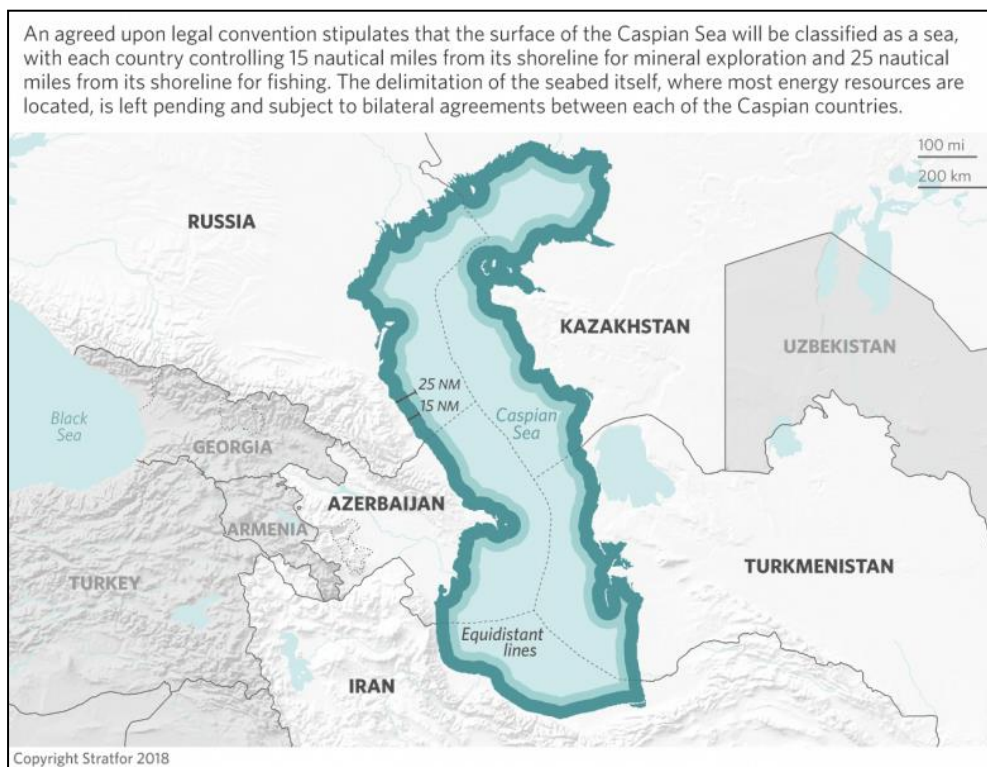 An agreed upon legal convention stipulates that the surface of the Caspian Sea will be classified as a sea,
with each country controlling 15 nautical miles from its shoreline for mineral exploration and 25 nautical
miles from its shoreline for fishing. The delimitation of the seabed itself, where most energy resources are
located, is left pending and subject to bilateral agreements between each of the Caspian countries.
100 mi
200 km
RUSSIA
KAZAKHSTAN
UZBEKISTAN
25 NM
15 NM
Black
Sea
Caspian
Sea
GEORGIA
AZERBAIJAN
ARMENIA
TURKEY
TURKMENISTAN
Equidistant
lines
IRAN
Copyright Stratfor 2018